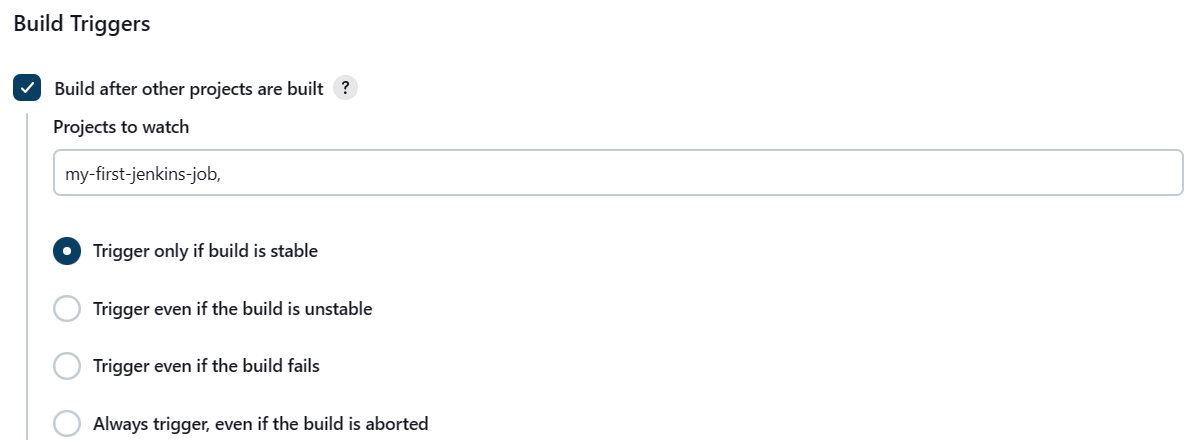 Build Triggers
Build after other projects are built ?
Projects to watch
my-first-jenkins-job,
Trigger only if build is stable
Trigger even if the build is unstable
Trigger even if the build fails
Always trigger, even if the build is aborted